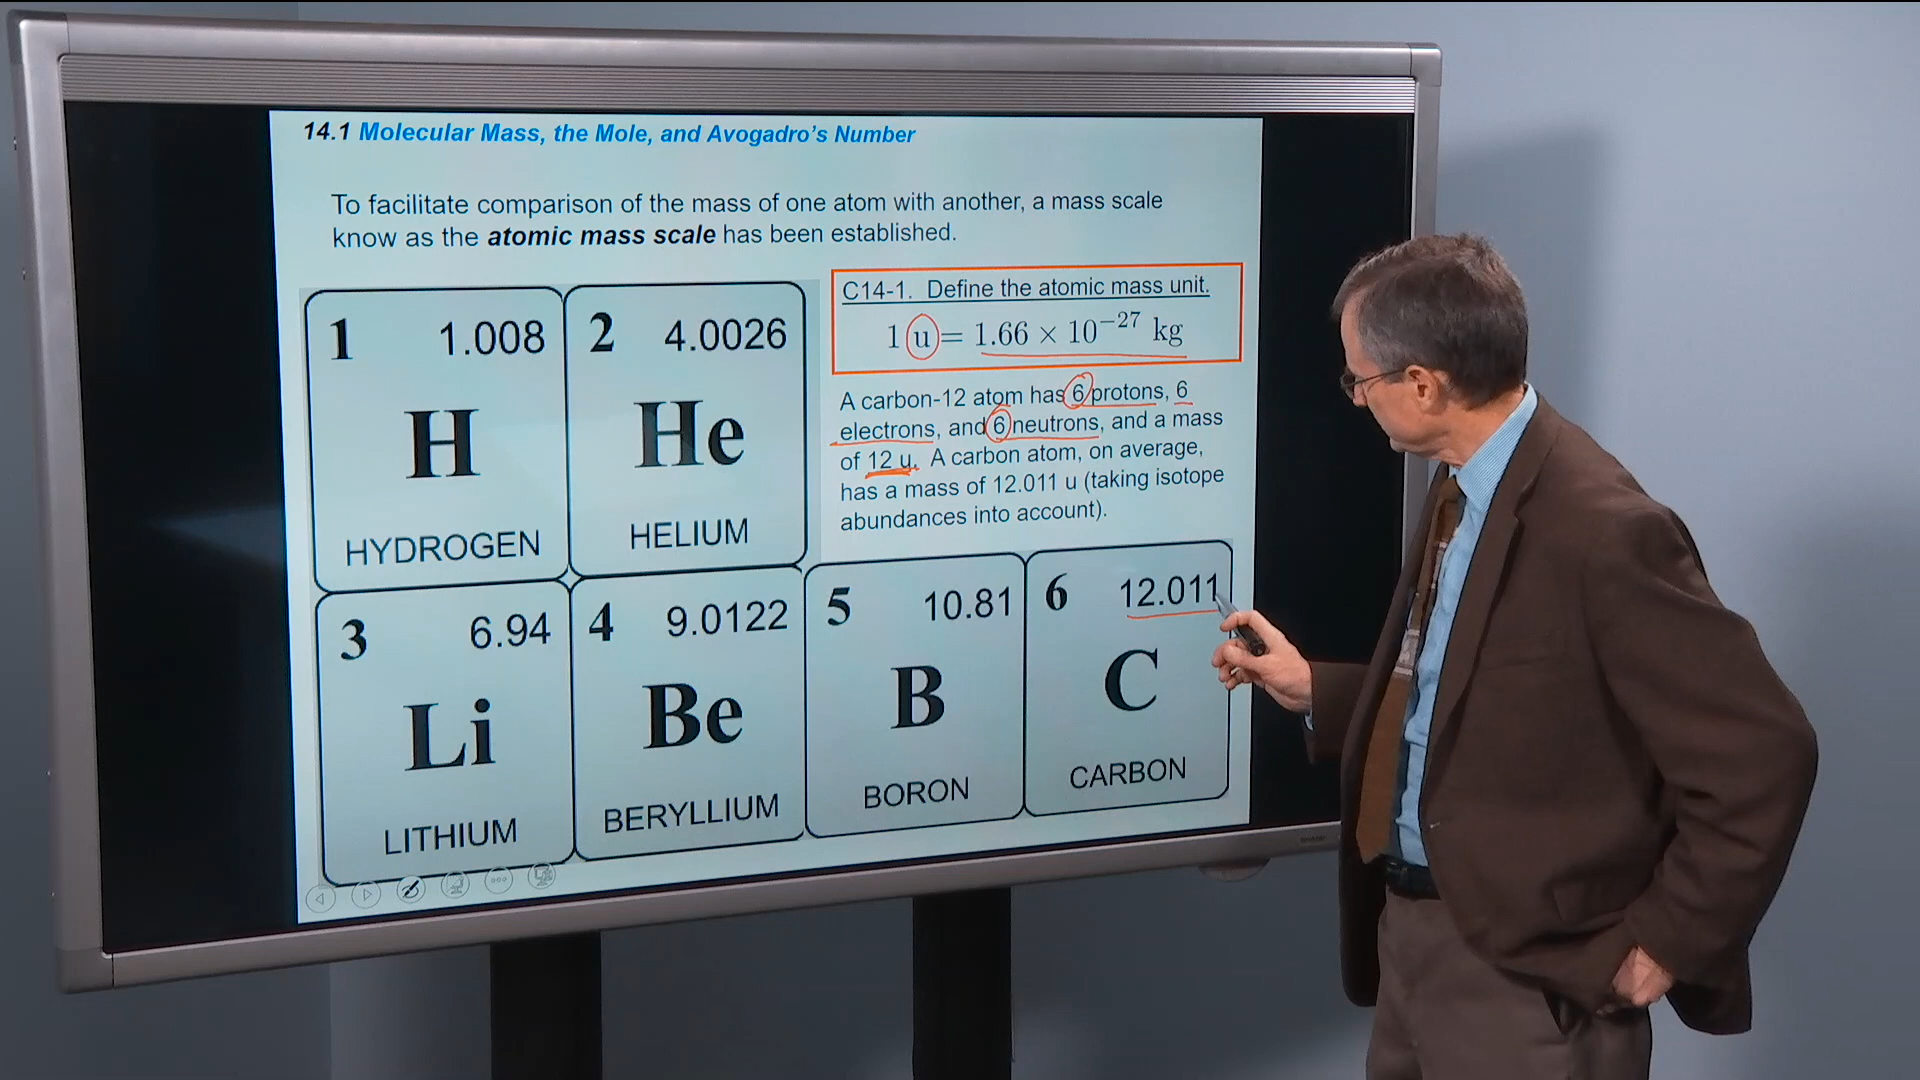 14.1 Molecular Mass, the Mole, and Avogadro's Number
To facilitate comparison of the mass of one atom with another, a mass scale
know as the atomic mass scale has been established.
C14-1. Define the atomic mass unit.
1 u = 1.66 × 10⁻²⁷ kg
A carbon-12 atom has 6 protons, 6
electrons, and 6 neutrons, and a mass
of 12 u. A carbon atom, on average,
has a mass of 12.011 u (taking isotope
abundances into account).
1 1.008
H
HYDROGEN
2 4.0026
He
HELIUM
3 6.94
Li
LITHIUM
4 9.0122
Be
BERYLLIUM
5 10.81
B
BORON
6 12.011
C
CARBON